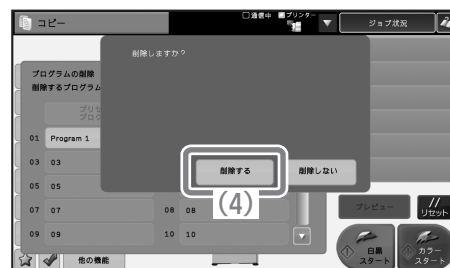 コピー
通信中 プリンター
ジョブ状況
削除しますか？
プログラムの削除
削除するプログラム
プリセ
プログ
01 Program 1
削除する
削除しない
03 03
05 05
(4)
07 07
08 08
プレビュー
リセット
09 09
10 10
他の機能
白黒
スタート
カラー
スタート